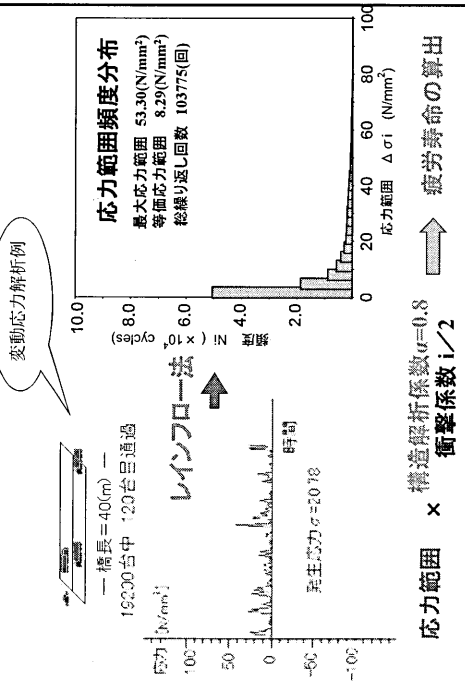 変動応力解析例
橋長=40(m)
19200台中 120台目通過
応力 [N/mm²]
100
50
0
-50
-100
時間
発生応力σ=20.78
レインフロー法
応力範囲頻度分布
最大応力範囲 53.30(N/mm²)
等価応力範囲 8.29(N/mm²)
総繰り返し回数 103775(回)
頻度 Ni (×10⁴ cycles)
10.0
8.0
6.0
4.0
2.0
0
20
40
60
80
100
応力範囲 Δσi (N/mm²)
応力範囲 × 構造解析係数α=0.8
衝撃係数 i/2
疲労寿命の算出